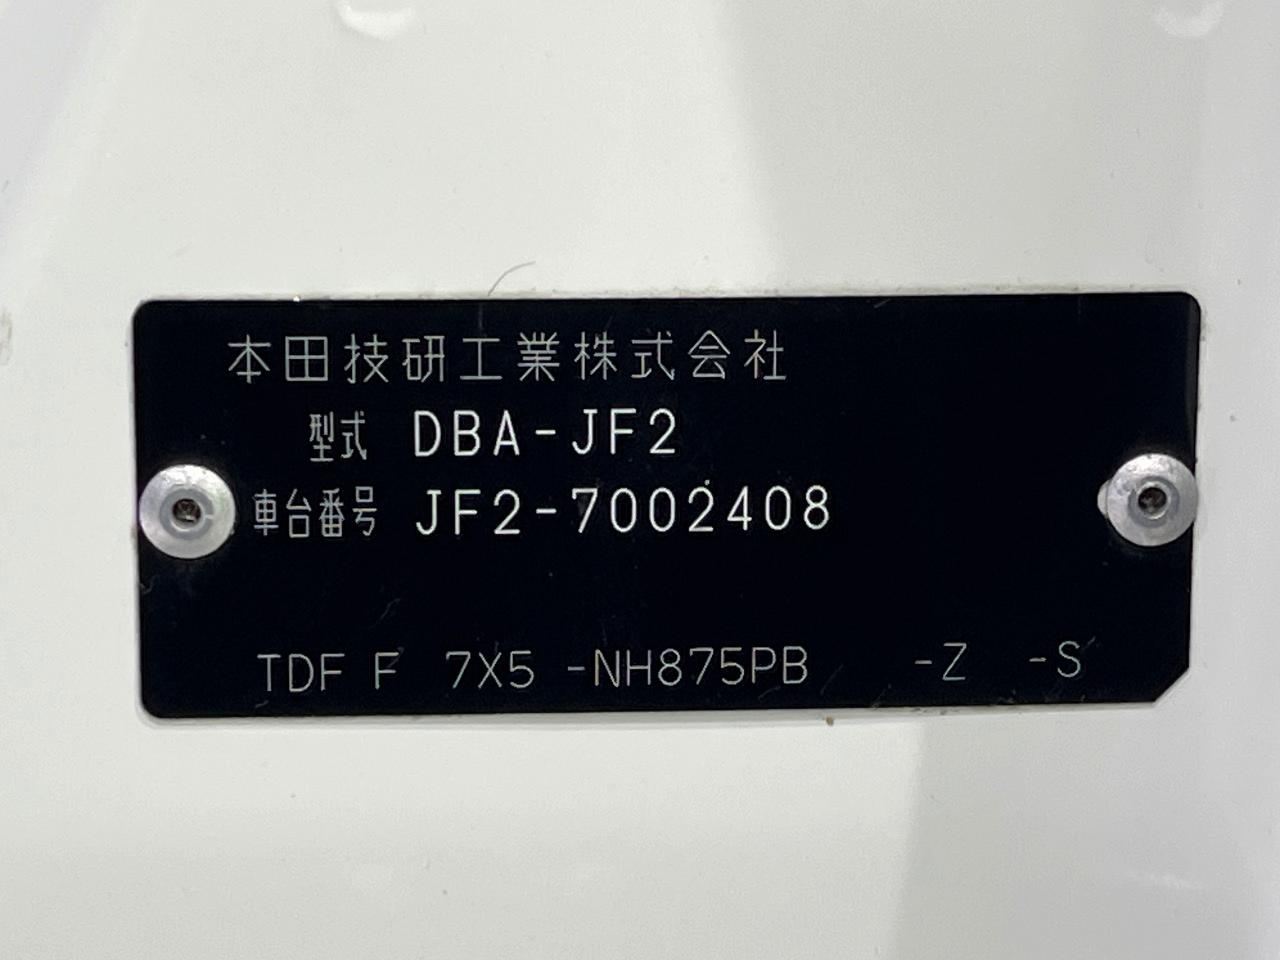 本田技研工業株式会社
型式 DBA-JF2
車台番号 JF2-7002408
TDF F 7X5 -NH875PB -Z -S